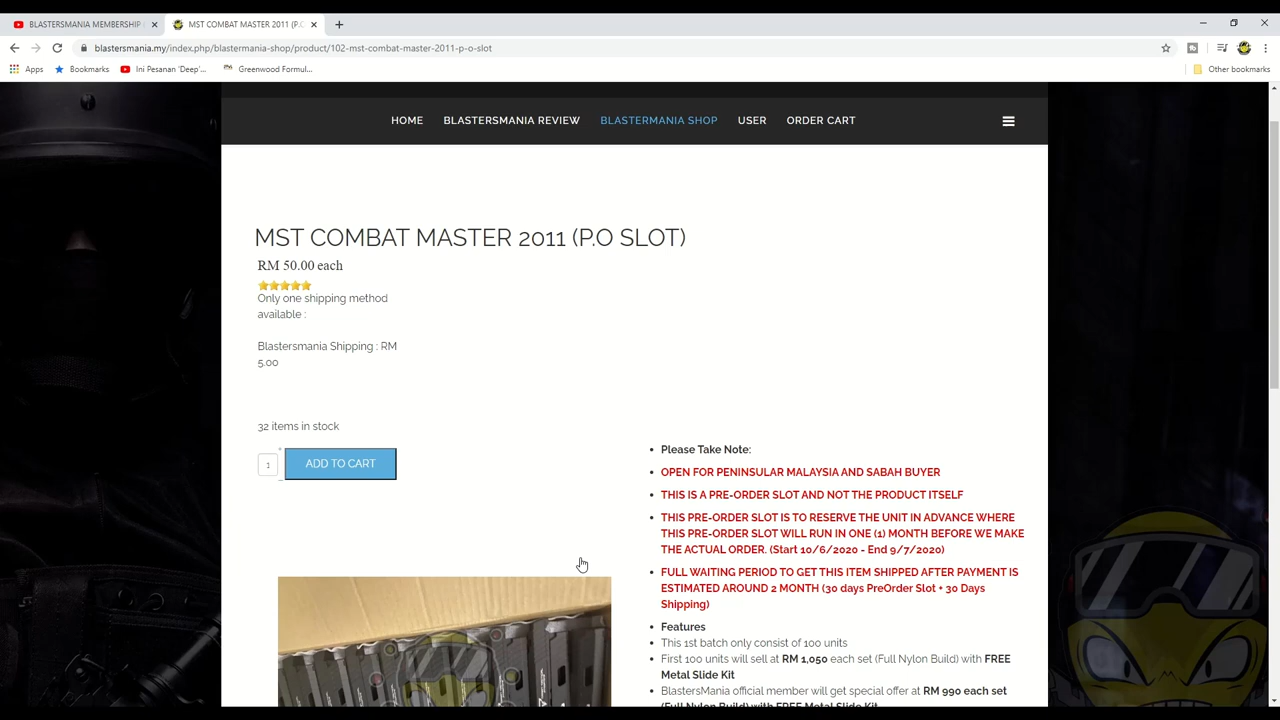 BLASTERSMANIA MEMBERSHIP
MST COMBAT MASTER 2011 (P.O
blastersmania.my/index.php/blastermania-shop/product/102-mst-combat-master-2011-p-o-slot
Apps
Bookmarks
Ini Pesanan 'Deep'...
Greenwood Formul...
Other bookmarks
HOME
BLASTERSMANIA REVIEW
BLASTERMANIA SHOP
USER
ORDER CART
MST COMBAT MASTER 2011 (P.O SLOT)
RM 50.00 each
Only one shipping method
available :
Blastersmania Shipping : RM
5.00
32 items in stock
1
ADD TO CART
Please Take Note:
OPEN FOR PENINSULAR MALAYSIA AND SABAH BUYER
THIS IS A PRE-ORDER SLOT AND NOT THE PRODUCT ITSELF
THIS PRE-ORDER SLOT IS TO RESERVE THE UNIT IN ADVANCE WHERE
THIS PRE-ORDER SLOT WILL RUN IN ONE (1) MONTH BEFORE WE MAKE
THE ACTUAL ORDER. (Start 10/6/2020 - End 9/7/2020)
FULL WAITING PERIOD TO GET THIS ITEM SHIPPED AFTER PAYMENT IS
ESTIMATED AROUND 2 MONTH (30 days PreOrder Slot + 30 Days
Shipping)
Features
This 1st batch only consist of 100 units
First 100 units will sell at RM 1,050 each set (Full Nylon Build) with FREE
Metal Slide Kit
BlastersMania official member will get special offer at RM 990 each set
(Full Nylon Build) with FREE Metal Slide Kit